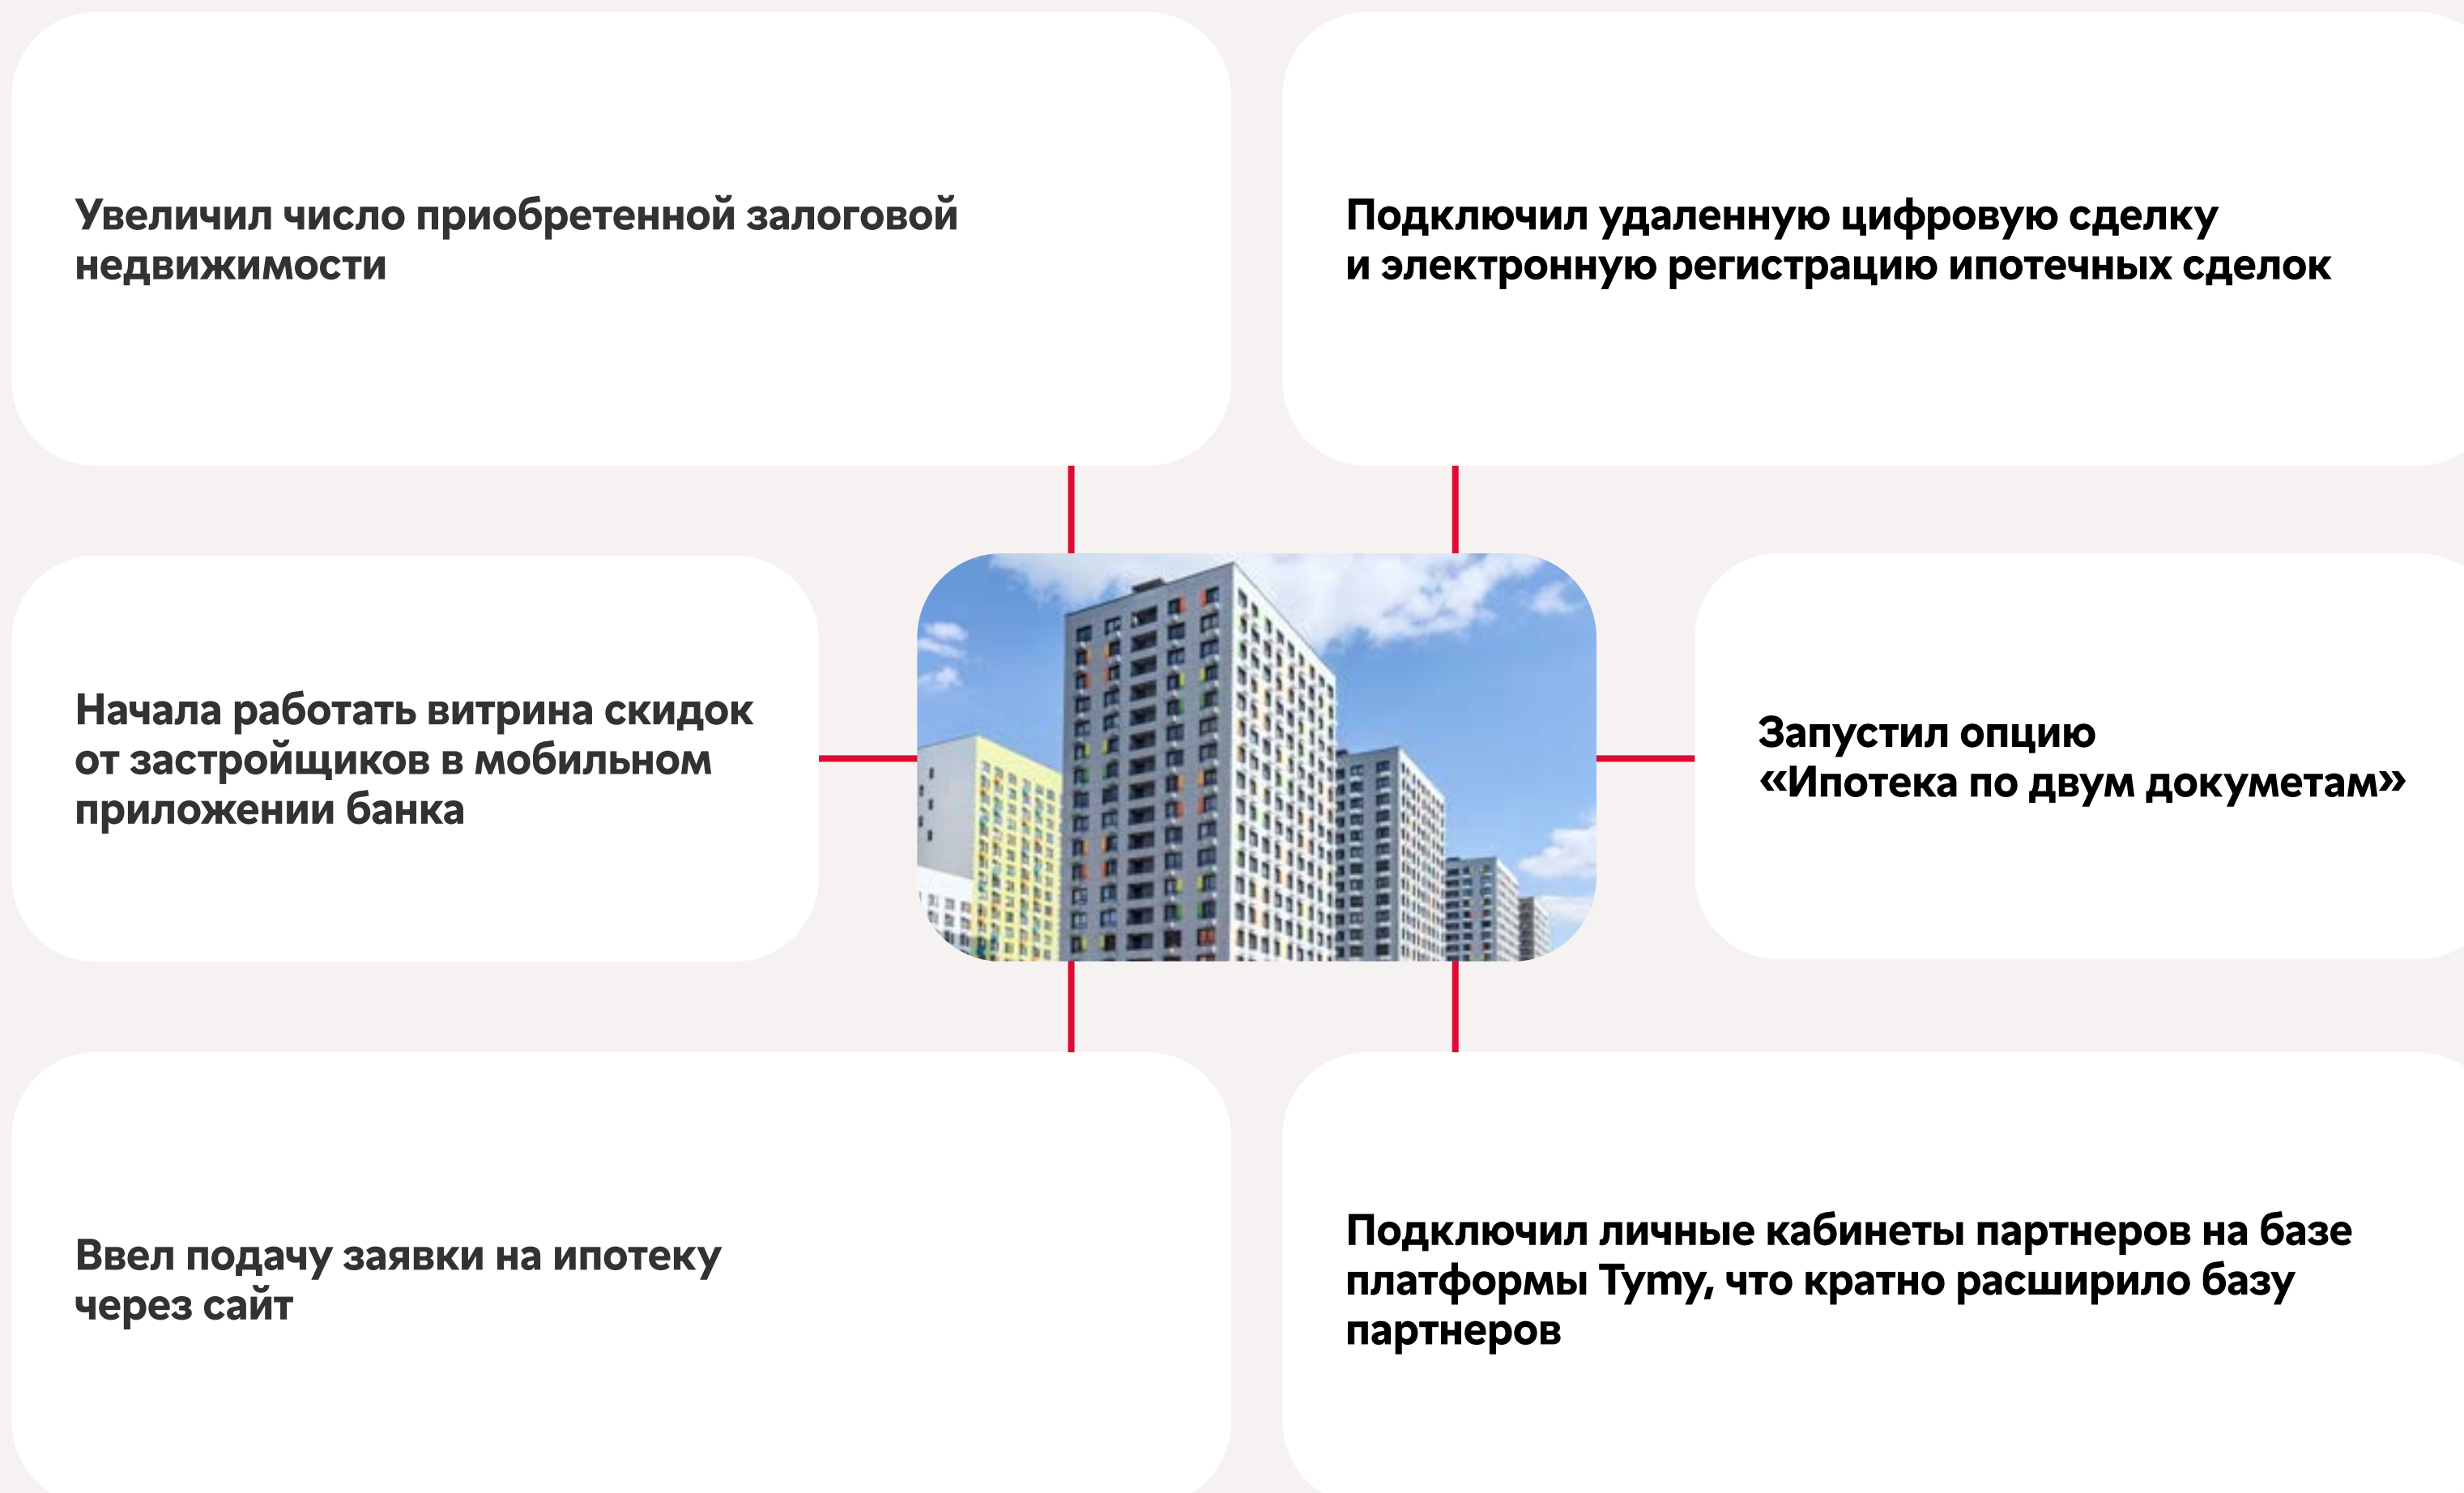 Увеличил число приобретенной залоговой
недвижимости
Подключил удаленную цифровую сделку
и электронную регистрацию ипотечных сделок
Начала работать витрина скидок
от застройщиков в мобильном
приложении банка
Запустил опцию
«Ипотека по двум докуметам»
Ввел подачу заявки на ипотеку
через сайт
Подключил личные кабинеты партнеров на базе
платформы Тymy, что кратно расширило базу
партнеров